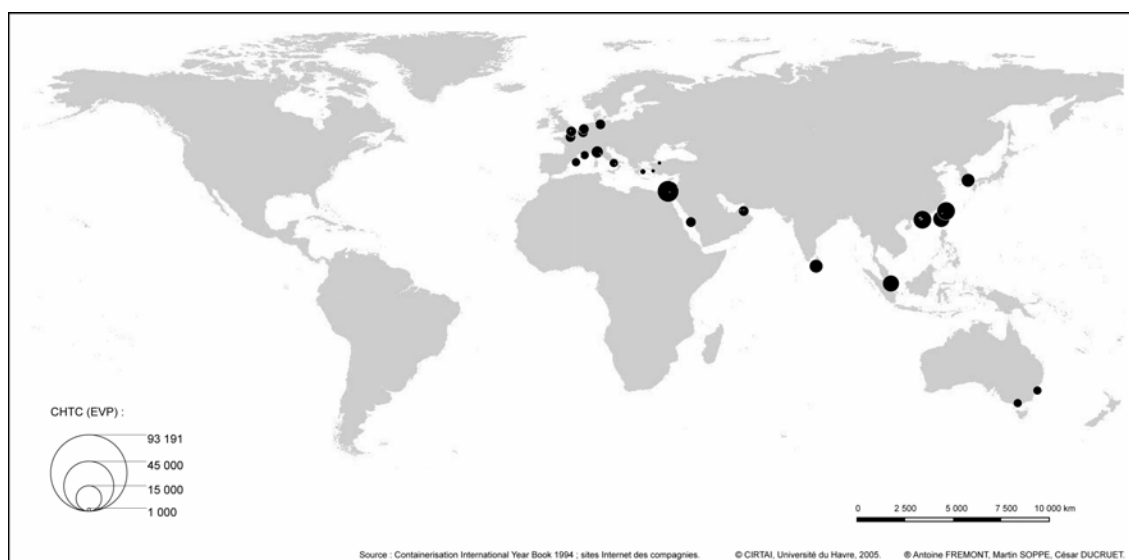 CHTC (EVP) :
93 191
45 000
15 000
1 000
0 2 500 5 000 7 500 10 000 km
Source : Containerisation International Year Book 1994 ; sites Internet des compagnies. © CIRTAI, Université du Havre, 2005. ® Antoine FREMONT, Martin SOPPE, César DUCRUET.